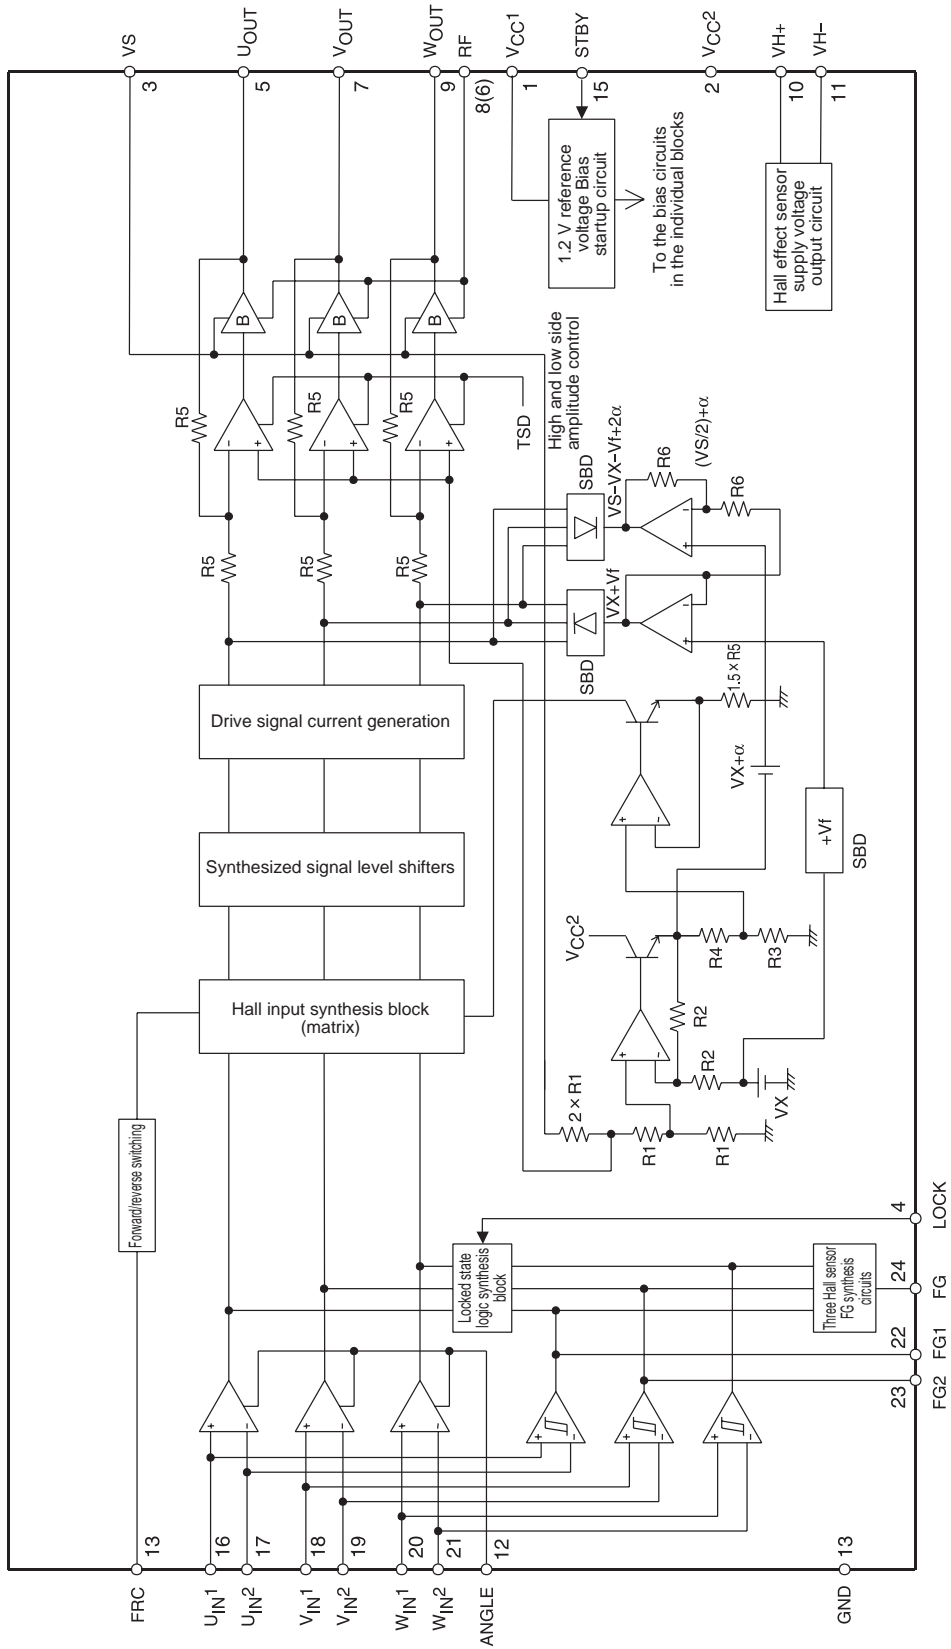 VS
3
UOUT
5
VOUT
7
WOUT
9
RF
8(6)
VCC1
1
STBY
15
VCC2
2
VH+
10
VH-
11
1.2 V reference
voltage Bias
startup circuit
To the bias circuits
in the individual blocks
Hall effect sensor
supply voltage
output circuit
B
B
B
R5
R5
R5
TSD
High and low side
amplitude control
R5
R5
R5
SBD
VS–VX–Vf+2α
R6
(VS/2)+α
R6
SBD
VX+Vf
1.5 × R5
VX+α
+Vf
SBD
Drive signal current generation
Synthesized signal level shifters
Hall input synthesis block
(matrix)
Forward/reverse switching
VCC2
R4
R3
R2
R2
VX
2 × R1
R1
R1
Locked state
logic synthesis
block
Three Hall sensor
FG synthesis
circuits
4
LOCK
24
FG
22
FG1
23
FG2
+
–
+
–
+
–
+
–
+
–
+
–
FRC
13
UIN1
16
UIN2
17
VIN1
18
VIN2
19
WIN1
20
WIN2
21
ANGLE
12
GND
13